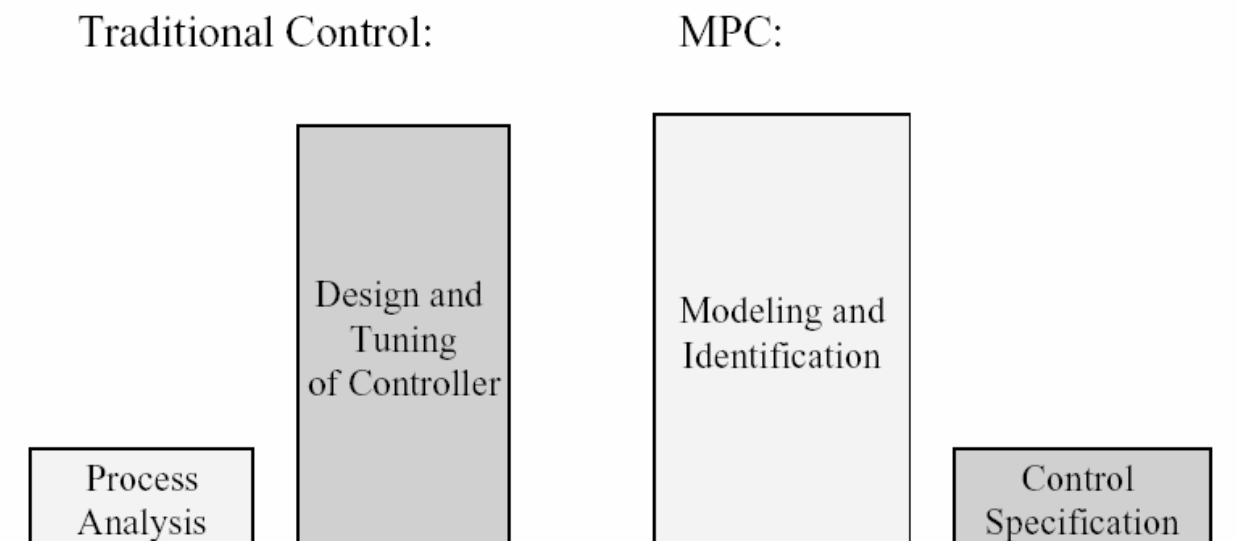 Traditional Control:
MPC:
Design and
Tuning
of Controller
Modeling and
Identification
Process
Analysis
Control
Specification